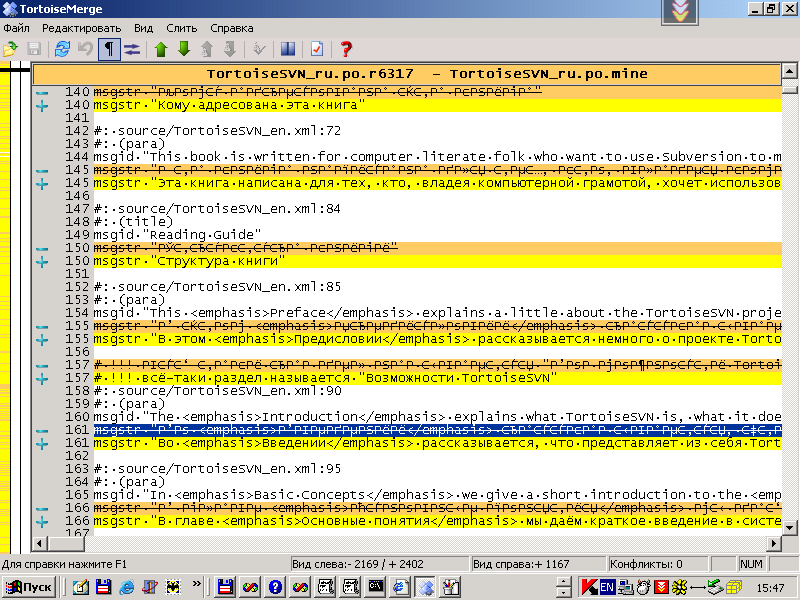 TortoiseMerge
Файл Редактировать Вид Слить Справка
TortoiseSVN_ru.po.r6317 - TortoiseSVN_ru.po.mine
140 msgstr·"
140 msgstr·"Кому·адресована·эта·книга"
141
142 #:·source/TortoiseSVN_en.xml:72
143 #:·(para)
144 msgid·"This·book·is·written·for·computer·literate·folk·who·want·to·use·Subversion·to·m
145 msgstr·"
145 msgstr·"Эта·книга·написана·для·тех,·кто,·владея·компьютерной·грамотой,·хочет·использов
146
147 #:·source/TortoiseSVN_en.xml:84
148 #:·(title)
149 msgid·"Reading·Guide"
150 msgstr·"
150 msgstr·"Структура·книги"
151
152 #:·source/TortoiseSVN_en.xml:85
153 #:·(para)
154 msgid·"This·<emphasis>Preface</emphasis>·explains·a·little·about·the·TortoiseSVN·proje
155 msgstr·" <emphasis> </emphasis>
155 msgstr·"В·этом·<emphasis>Предисловии</emphasis>·рассказывается·немного·о·проекте·Torto
156
157 #·!!! Tortoi
157 #·!!!·всё-таки·раздел·называется·"Возможности·TortoiseSVN"
158 #:·source/TortoiseSVN_en.xml:90
159 #:·(para)
160 msgid·"The·<emphasis>Introduction</emphasis>·explains·what·TortoiseSVN·is,·what·it·doe
161 msgstr·" <emphasis> </emphasis>
161 msgstr·"Во·<emphasis>Введении</emphasis>·рассказывается,·что·представляет·из·себя·Tort
162
163 #:·source/TortoiseSVN_en.xml:95
164 #:·(para)
165 msgid·"In·<emphasis>Basic·Concepts</emphasis>·we·give·a·short·introduction·to·the·<emp
166 msgstr·" <emphasis> </emphasis>
166 msgstr·"В·главе·<emphasis>Основные·понятия</emphasis>·мы·даём·краткое·введение·в·систе
167
Для справки нажмите F1 Вид слева:- 2169 / + 2402 Вид справа:+ 1167 Конфликты: 0 NUM
Пуск » EN 15:47